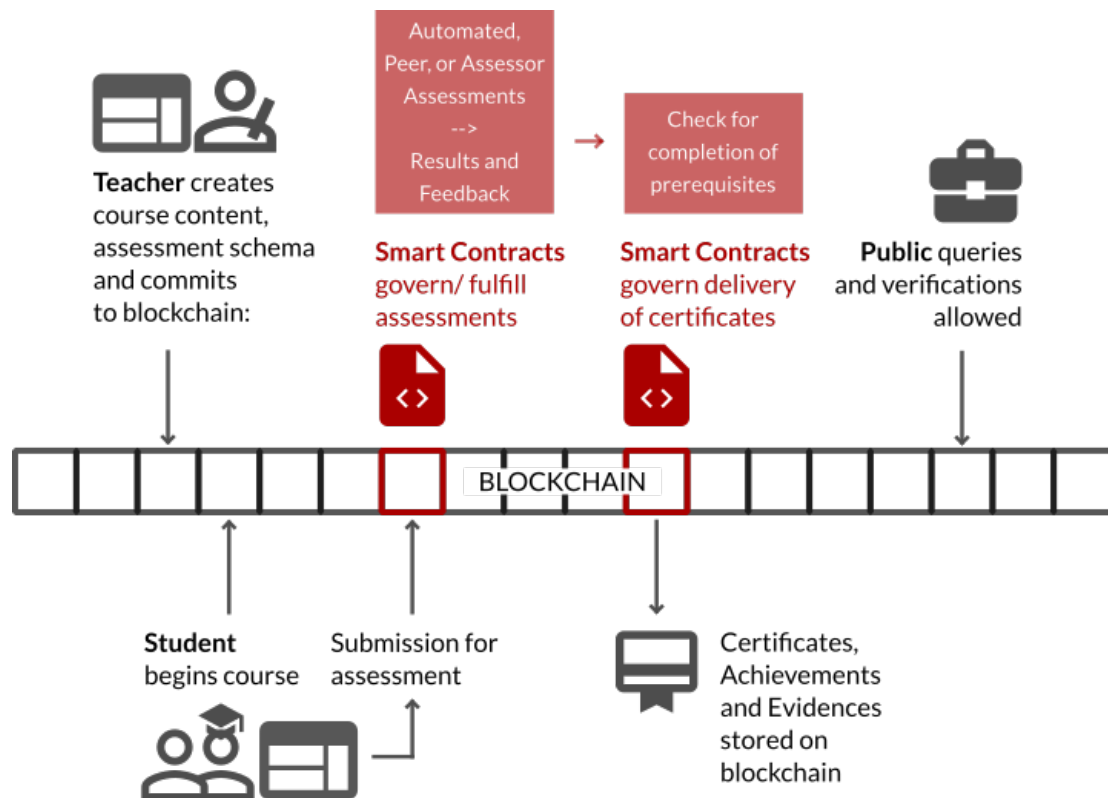 Automated,
Peer, or Assessor
Assessments
-->
Results and
Feedback
Check for
completion of
prerequisites
Teacher creates
course content,
assessment schema
and commits
to blockchain:
Smart Contracts
govern/ fulfill
assessments
Smart Contracts
govern delivery
of certificates
Public queries
and verifications
allowed
BLOCKCHAIN
Student
begins course
Submission for
assessment
Certificates,
Achievements
and Evidences
stored on
blockchain